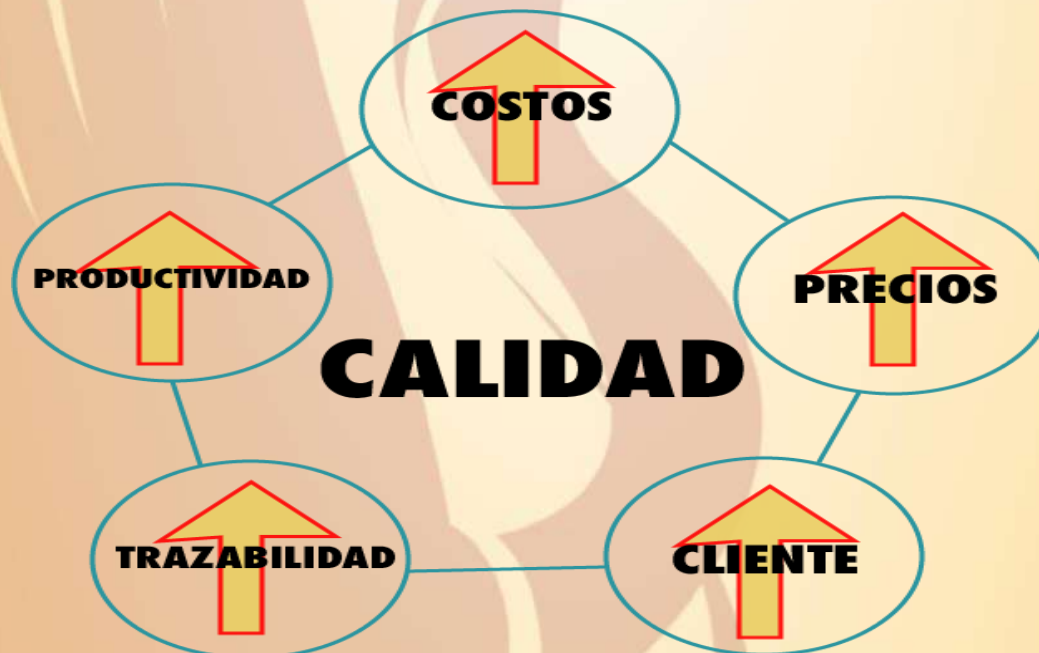 COSTOS
PRODUCTIVIDAD
PRECIOS
CALIDAD
TRAZABILIDAD
CLIENTE